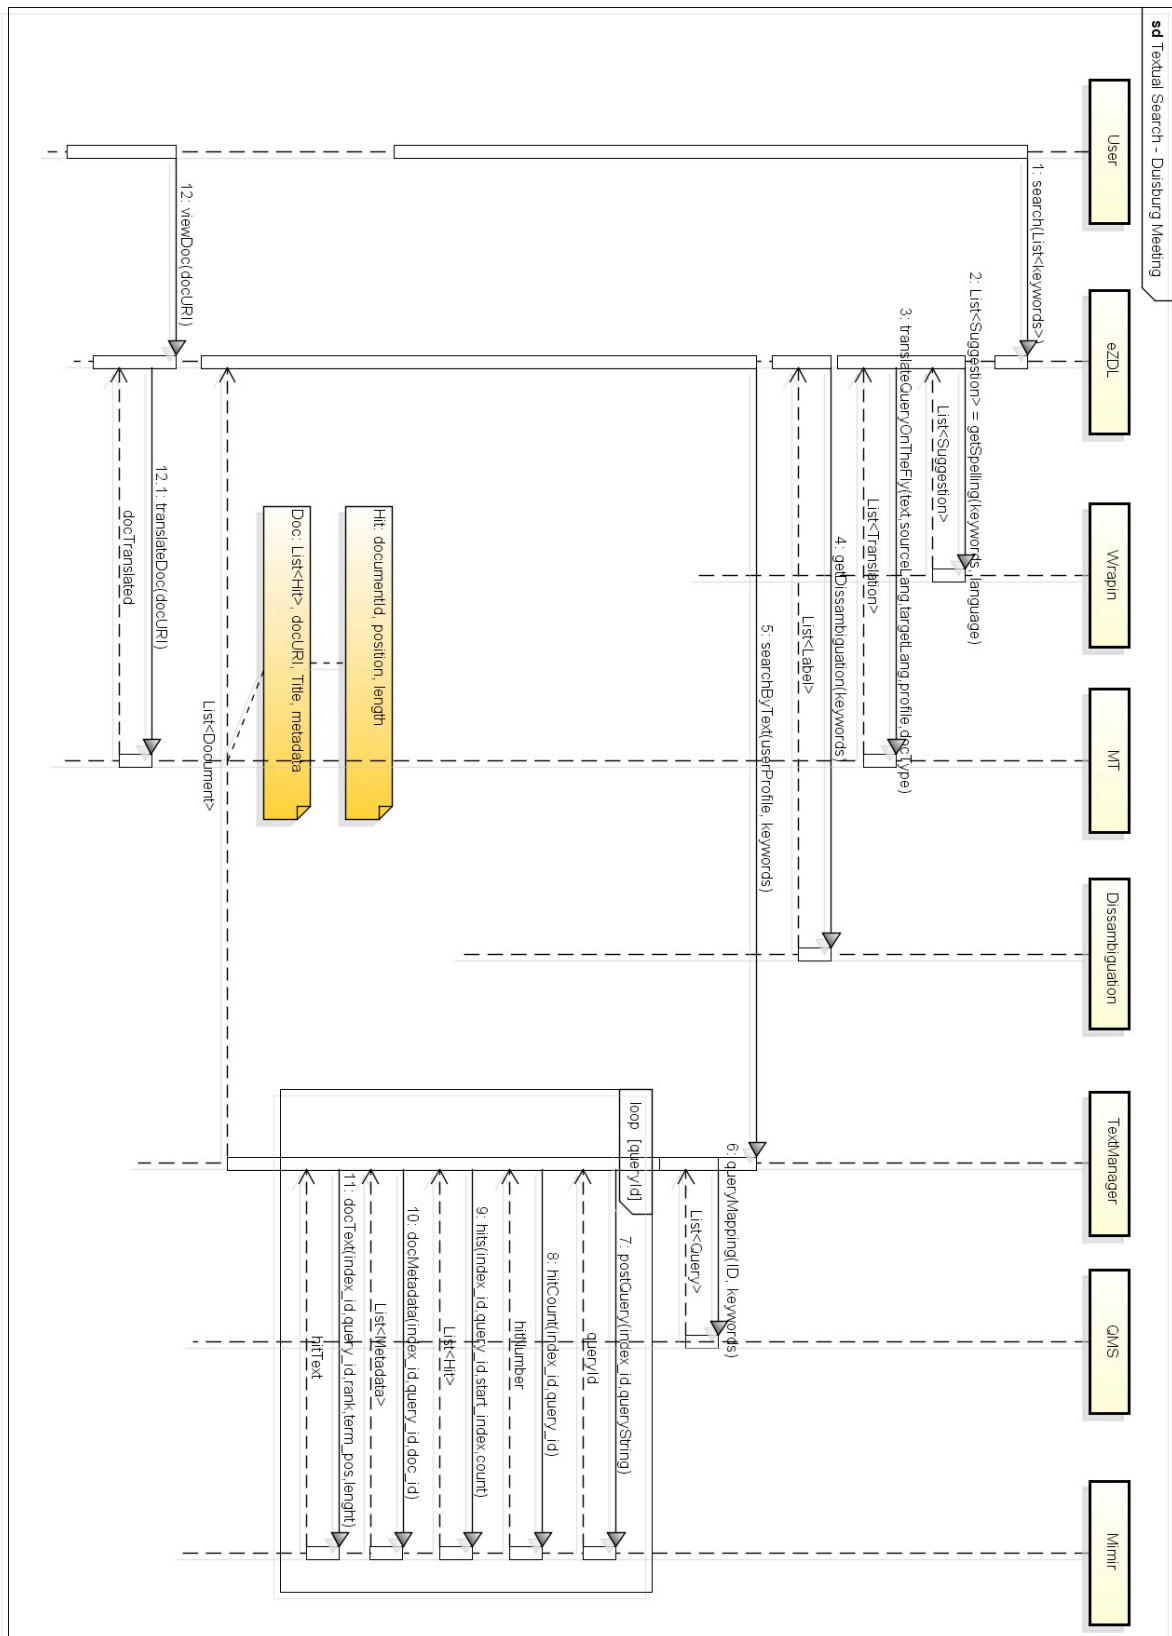 sd Textual Search - Duisburg Meeting
User
eZDL
Wrapin
MT
Dissambiguation
TextManager
QMS
Mimir
1: search(List<keywords>)
2: List<Suggestion> = getSpelling(keywords, language)
List<Suggestion>
3: translateQueryOnTheFly(text,sourceLang,targetLang,profile,docType)
List<Translation>
4: getDissambiguation(keywords)
List<Label>
5: searchByText(userProfile, keywords)
6: queryMapping(ID, keywords)
List<Query>
loop [queryId]
7: postQuery(index_id,queryString)
queryId
8: hitCount(index_id,query_id)
hitNumber
9: hits(index_id,query_id,start_index,count)
List<Hit>
10: docMetadata(index_id,query_id,doc_id)
List<Metadata>
11: docText(index_id,query_id,rank,term_pos,lenght)
hitText
Hit: documentId, position, length
Doc: List<Hit>, docURI, Title, metadata
List<Document>
12: viewDoc(docURI)
12.1: translateDoc(docURI)
docTranslated